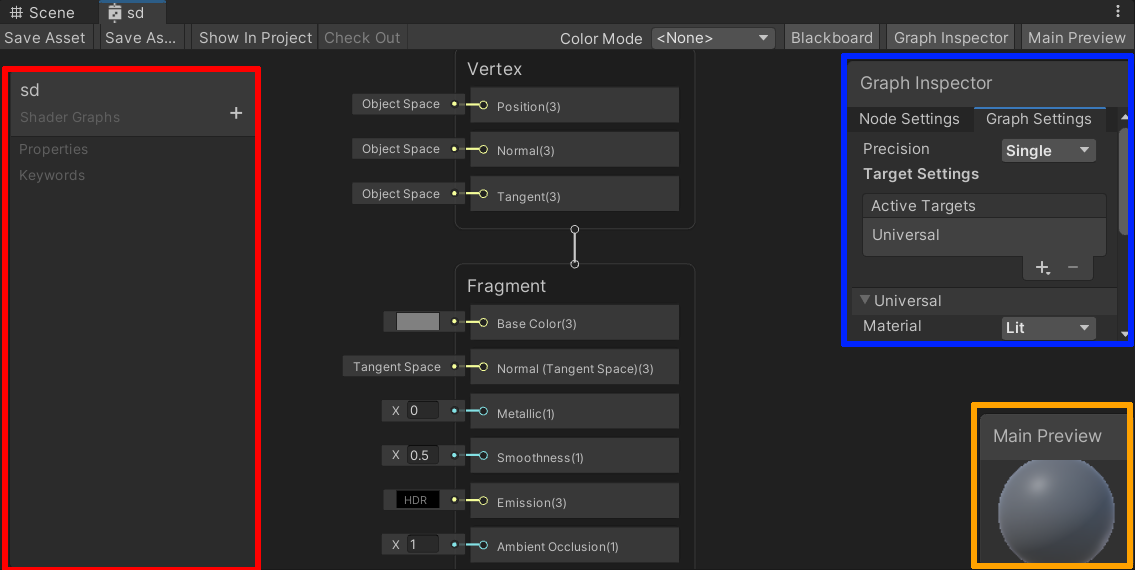 Scene sd
Save Asset Save As... Show In Project Check Out Color Mode <None> Blackboard Graph Inspector Main Preview
sd
Shader Graphs
+
Properties
Keywords
Vertex
Object Space Position(3)
Object Space Normal(3)
Object Space Tangent(3)
Fragment
Base Color(3)
Tangent Space Normal (Tangent Space)(3)
X 0 Metallic(1)
X 0.5 Smoothness(1)
HDR Emission(3)
X 1 Ambient Occlusion(1)
Graph Inspector
Node Settings Graph Settings
Precision Single
Target Settings
Active Targets
Universal
+ −
Universal
Material Lit
Main Preview